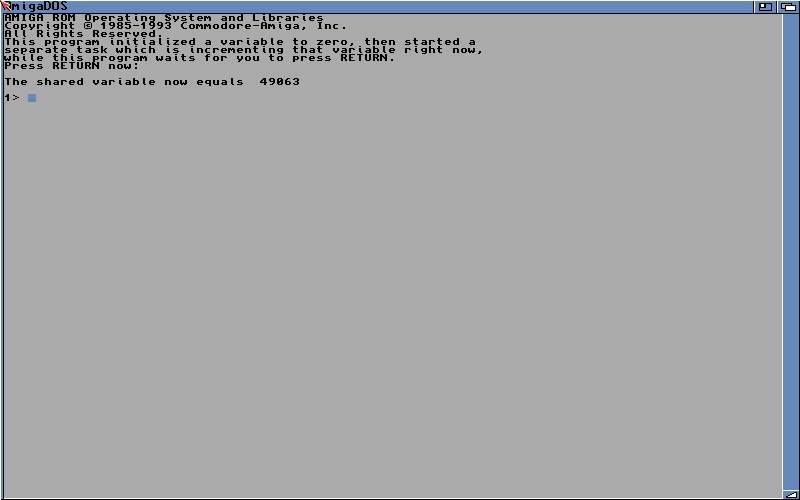 AmigaDOS
AMIGA ROM Operating System and Libraries
Copyright © 1985-1993 Commodore-Amiga, Inc.
All Rights Reserved.
This program initialized a variable to zero, then started a
separate task which is incrementing that variable right now,
while this program waits for you to press RETURN.
Press RETURN now:
The shared variable now equals  49063
1>